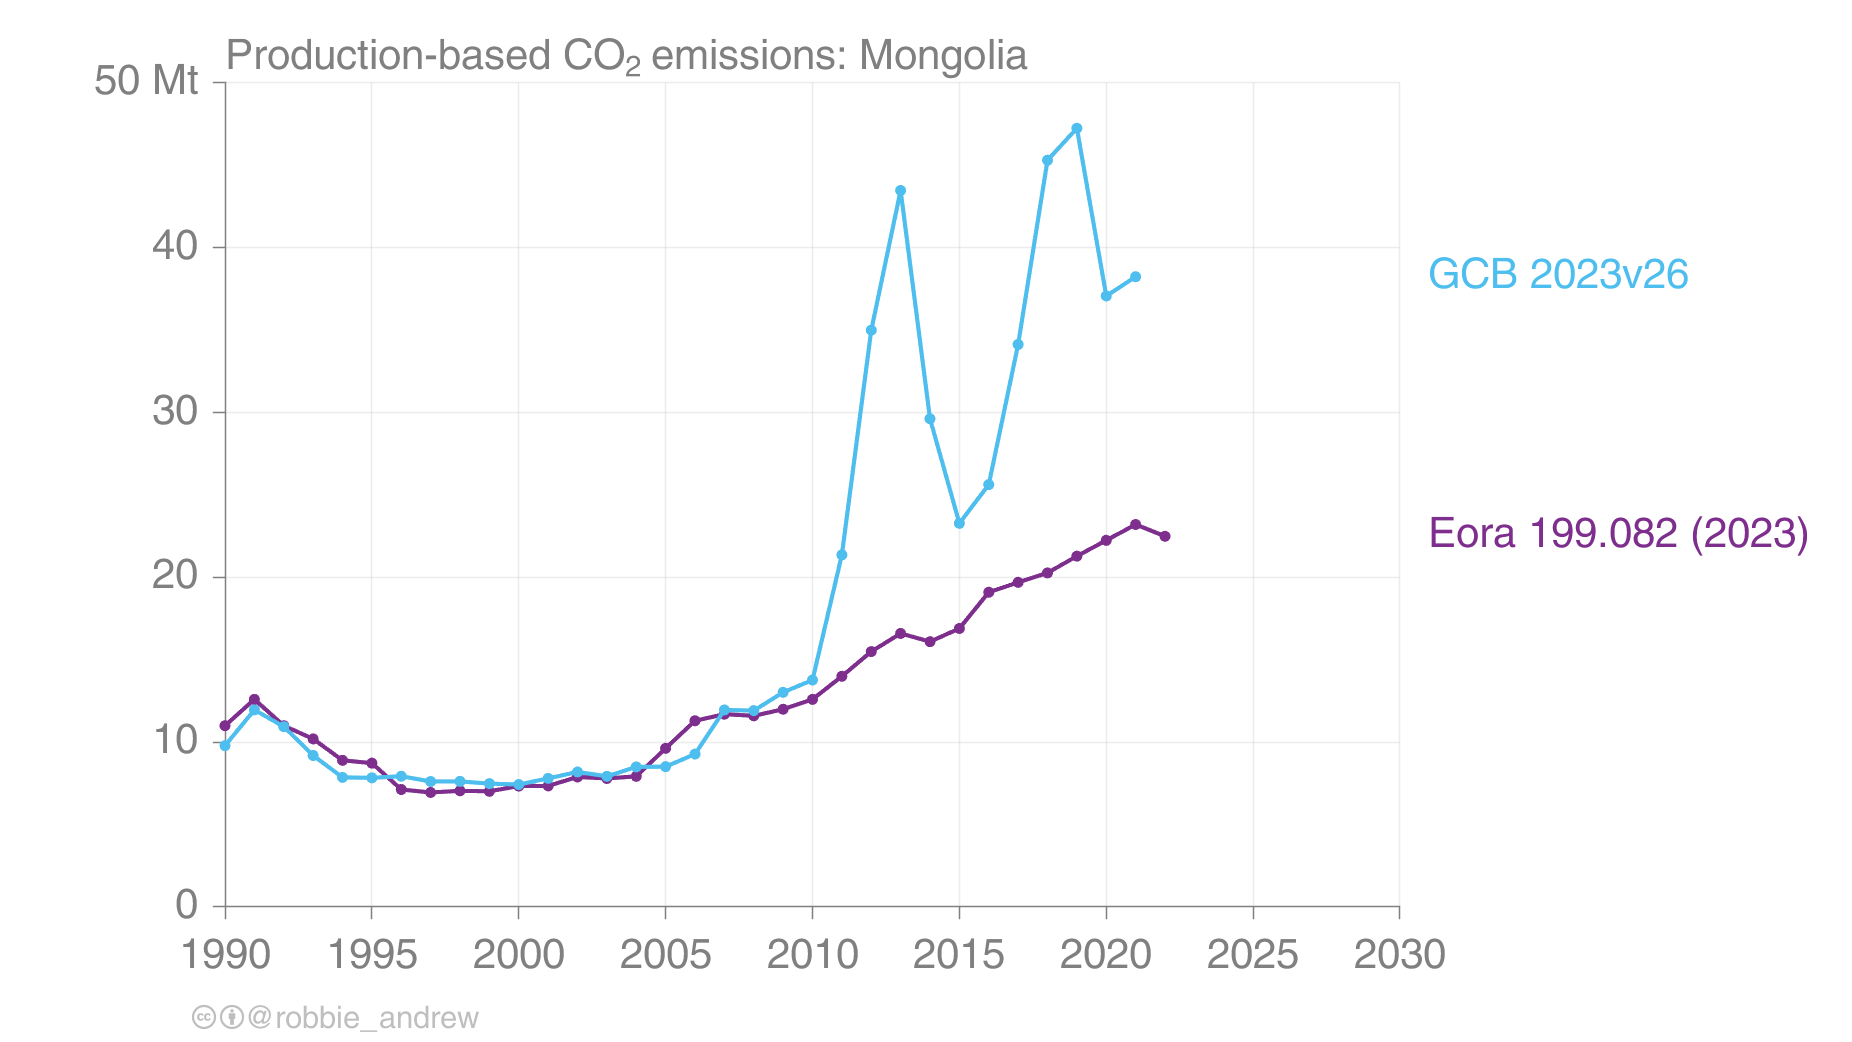 Production-based CO₂ emissions: Mongolia
50 Mt
40
30
20
10
0
1990 1995 2000 2005 2010 2015 2020 2025 2030
GCB 2023v26
Eora 199.082 (2023)
@robbie_andrew